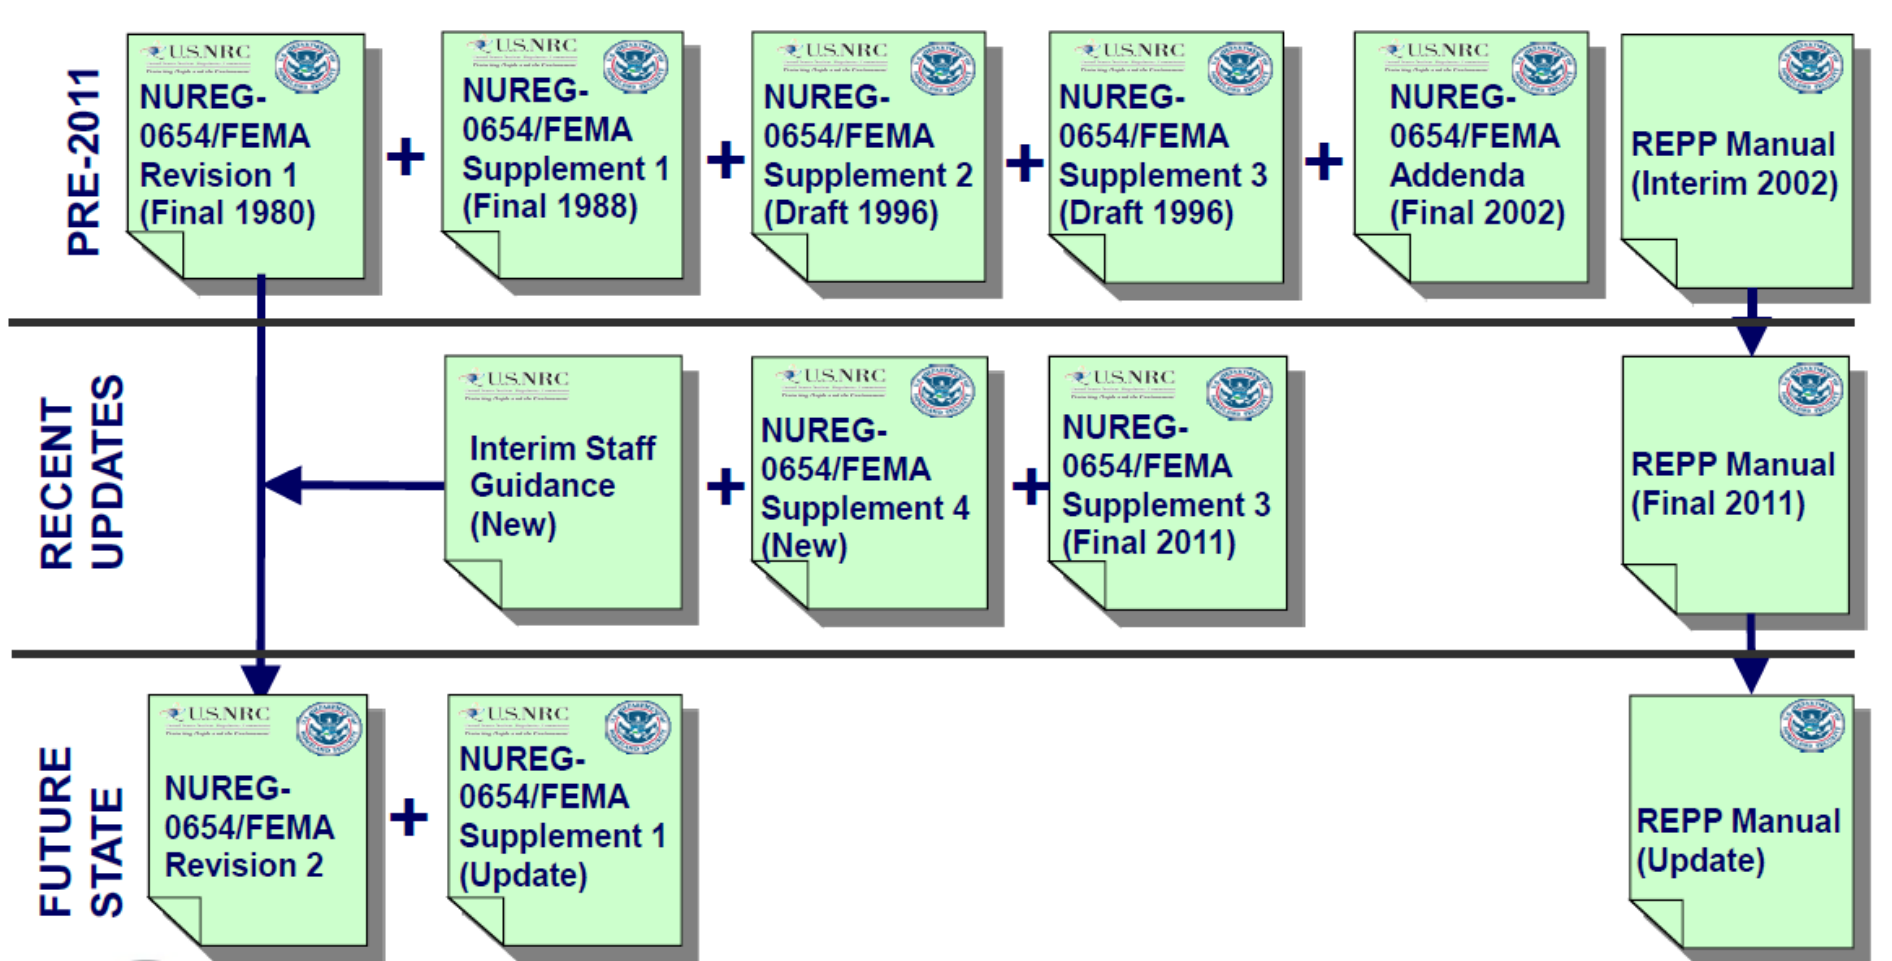 PRE-2011
U.S.NRC
NUREG-
0654/FEMA
Revision 1
(Final 1980)
+
U.S.NRC
NUREG-
0654/FEMA
Supplement 1
(Final 1988)
+
U.S.NRC
NUREG-
0654/FEMA
Supplement 2
(Draft 1996)
+
U.S.NRC
NUREG-
0654/FEMA
Supplement 3
(Draft 1996)
+
U.S.NRC
NUREG-
0654/FEMA
Addenda
(Final 2002)
REPP Manual
(Interim 2002)
RECENT
UPDATES
U.S.NRC
Interim Staff
Guidance
(New)
+
U.S.NRC
NUREG-
0654/FEMA
Supplement 4
(New)
+
U.S.NRC
NUREG-
0654/FEMA
Supplement 3
(Final 2011)
REPP Manual
(Final 2011)
FUTURE
STATE
U.S.NRC
NUREG-
0654/FEMA
Revision 2
+
U.S.NRC
NUREG-
0654/FEMA
Supplement 1
(Update)
REPP Manual
(Update)